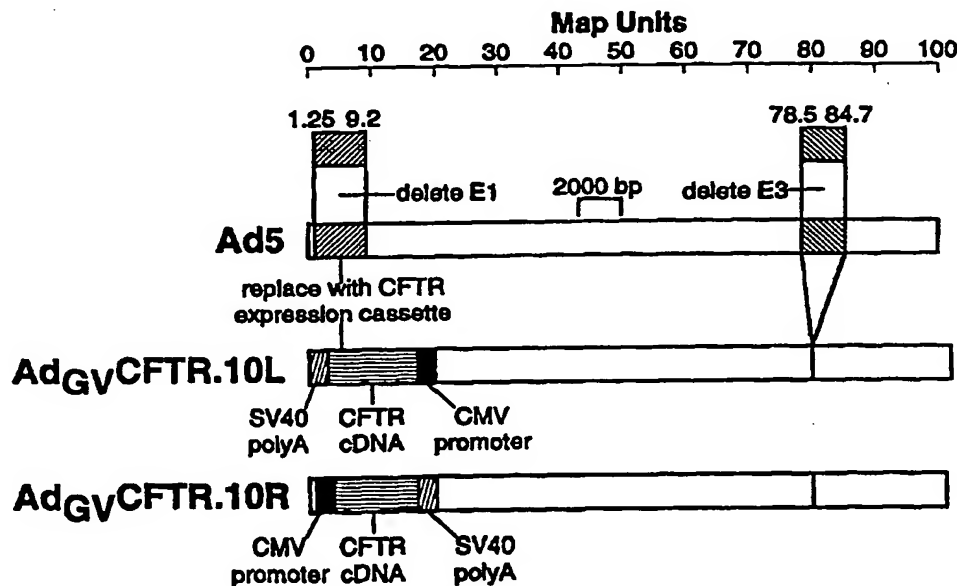 Map Units
0 10 20 30 40 50 60 70 80 90 100
1.25 9.2
78.5 84.7
delete E1
2000 bp
delete E3
Ad5
replace with CFTR
expression cassette
AdGVCFTR.10L
SV40
polyA
CFTR
cDNA
CMV
promoter
AdGVCFTR.10R
CMV
promoter
CFTR
cDNA
SV40
polyA